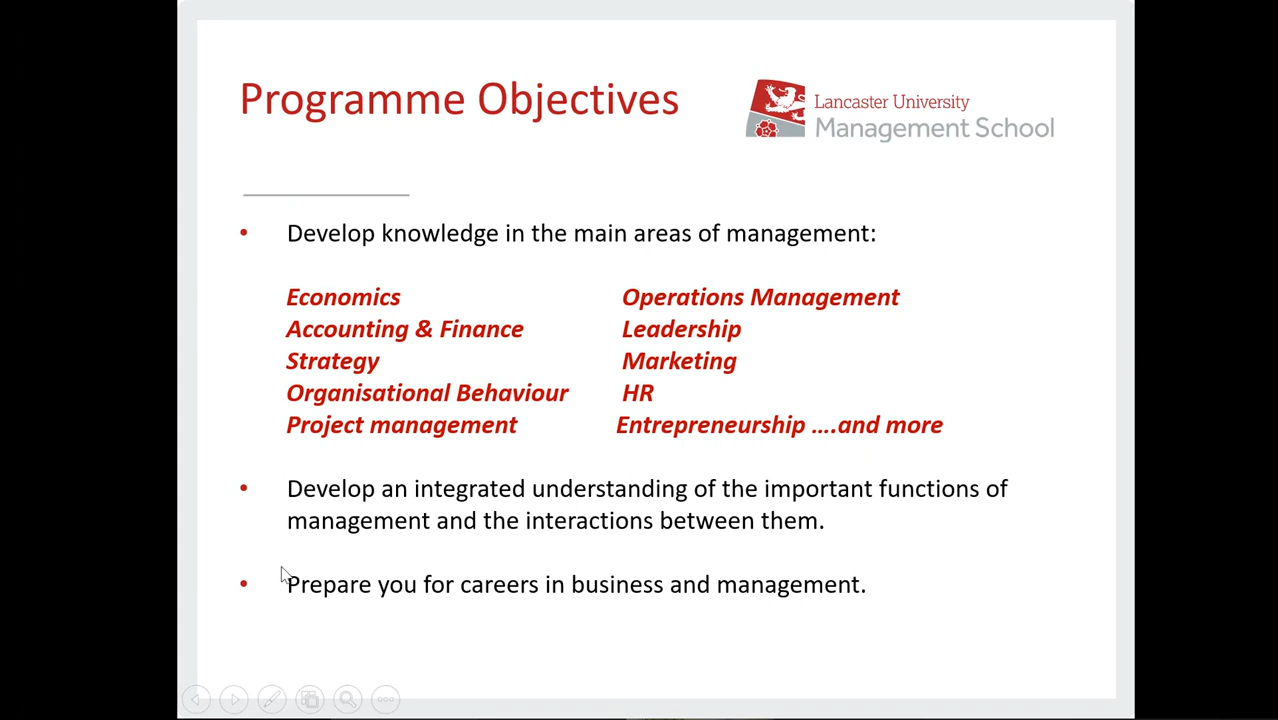 Programme Objectives
Lancaster University
Management School
• Develop knowledge in the main areas of management:
Economics
Operations Management
Accounting & Finance
Leadership
Strategy
Marketing
Organisational Behaviour
HR
Project management
Entrepreneurship ….and more
• Develop an integrated understanding of the important functions of
management and the interactions between them.
• Prepare you for careers in business and management.